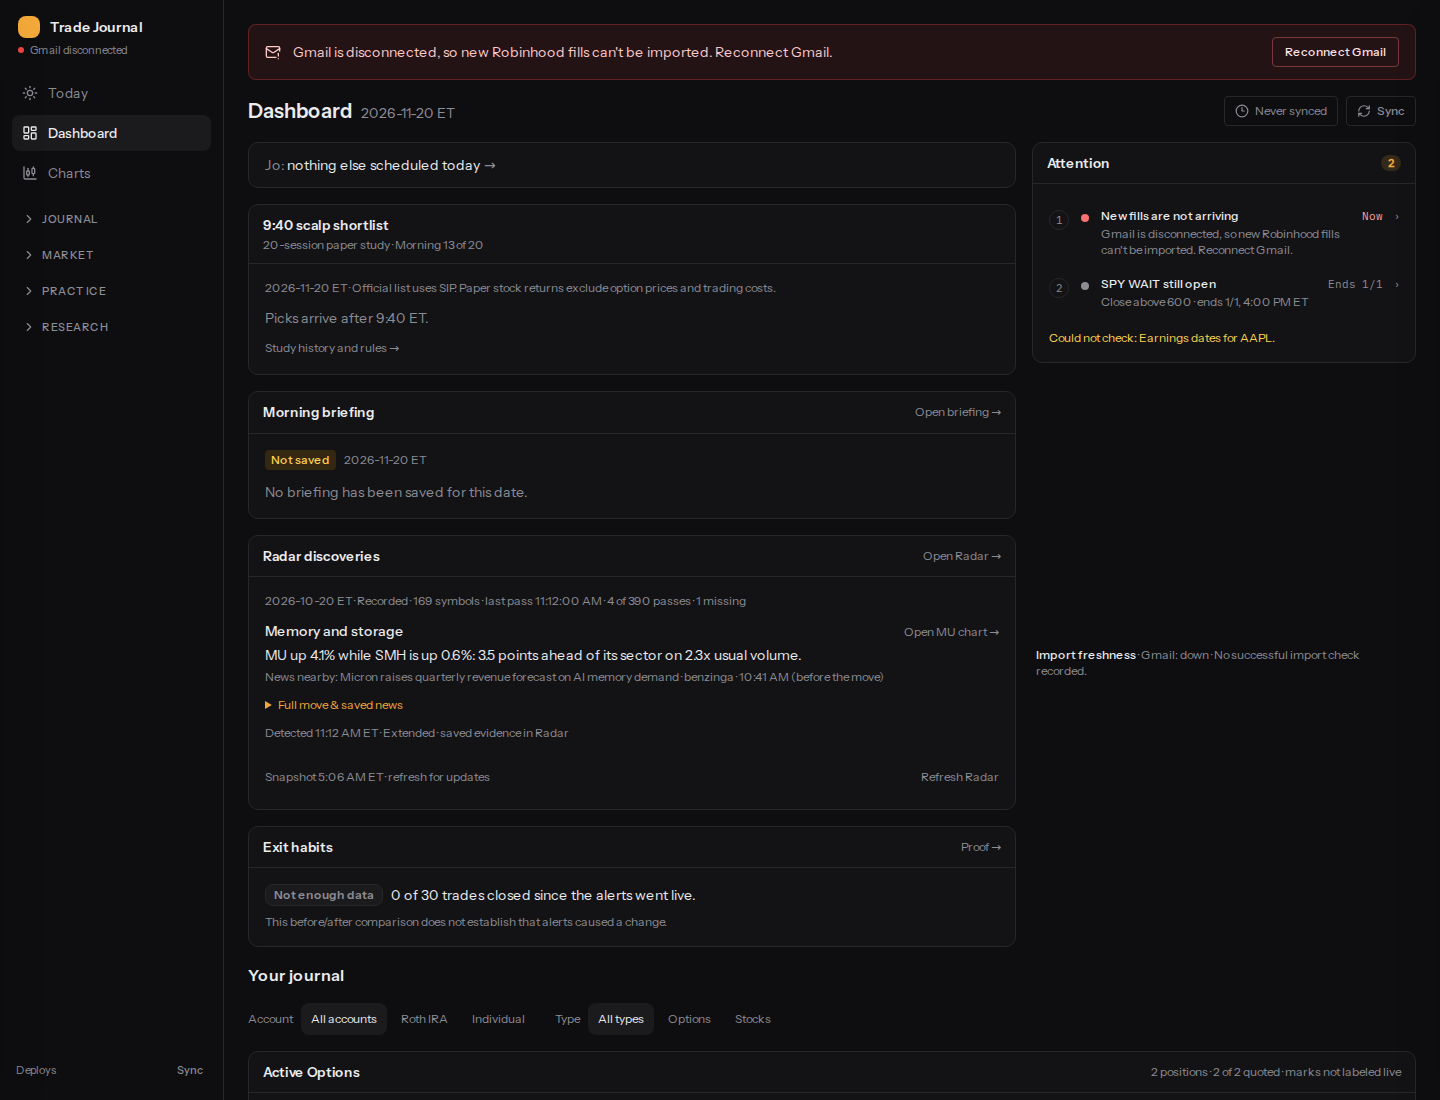 Trade Journal
Gmail disconnected
Today
Dashboard
Charts
JOURNAL
MARKET
PRACTICE
RESEARCH
Deploys
Sync
Gmail is disconnected, so new Robinhood fills can't be imported. Reconnect Gmail.
Reconnect Gmail
Dashboard 2026-11-20 ET
Never synced
Sync
Jo: nothing else scheduled today →
9:40 scalp shortlist
20-session paper study · Morning 13 of 20
2026-11-20 ET · Official list uses SIP. Paper stock returns exclude option prices and trading costs.
Picks arrive after 9:40 ET.
Study history and rules →
Morning briefing
Open briefing →
Not saved 2026-11-20 ET
No briefing has been saved for this date.
Radar discoveries
Open Radar →
2026-10-20 ET · Recorded · 169 symbols · last pass 11:12:00 AM · 4 of 390 passes · 1 missing
Memory and storage
Open MU chart →
MU up 4.1% while SMH is up 0.6%: 3.5 points ahead of its sector on 2.3x usual volume.
News nearby: Micron raises quarterly revenue forecast on AI memory demand · benzinga · 10:41 AM (before the move)
Full move & saved news
Detected 11:12 AM ET · Extended · saved evidence in Radar
Snapshot 5:06 AM ET · refresh for updates
Refresh Radar
Exit habits
Proof →
Not enough data 0 of 30 trades closed since the alerts went live.
This before/after comparison does not establish that alerts caused a change.
Attention
2
1 New fills are not arriving Now ›
Gmail is disconnected, so new Robinhood fills
can't be imported. Reconnect Gmail.
2 SPY WAIT still open Ends 1/1 ›
Close above 600 · ends 1/1, 4:00 PM ET
Could not check: Earnings dates for AAPL.
Import freshness · Gmail: down · No successful import check
recorded.
Your journal
Account All accounts Roth IRA Individual Type All types Options Stocks
Active Options
2 positions · 2 of 2 quoted · marks not labeled live